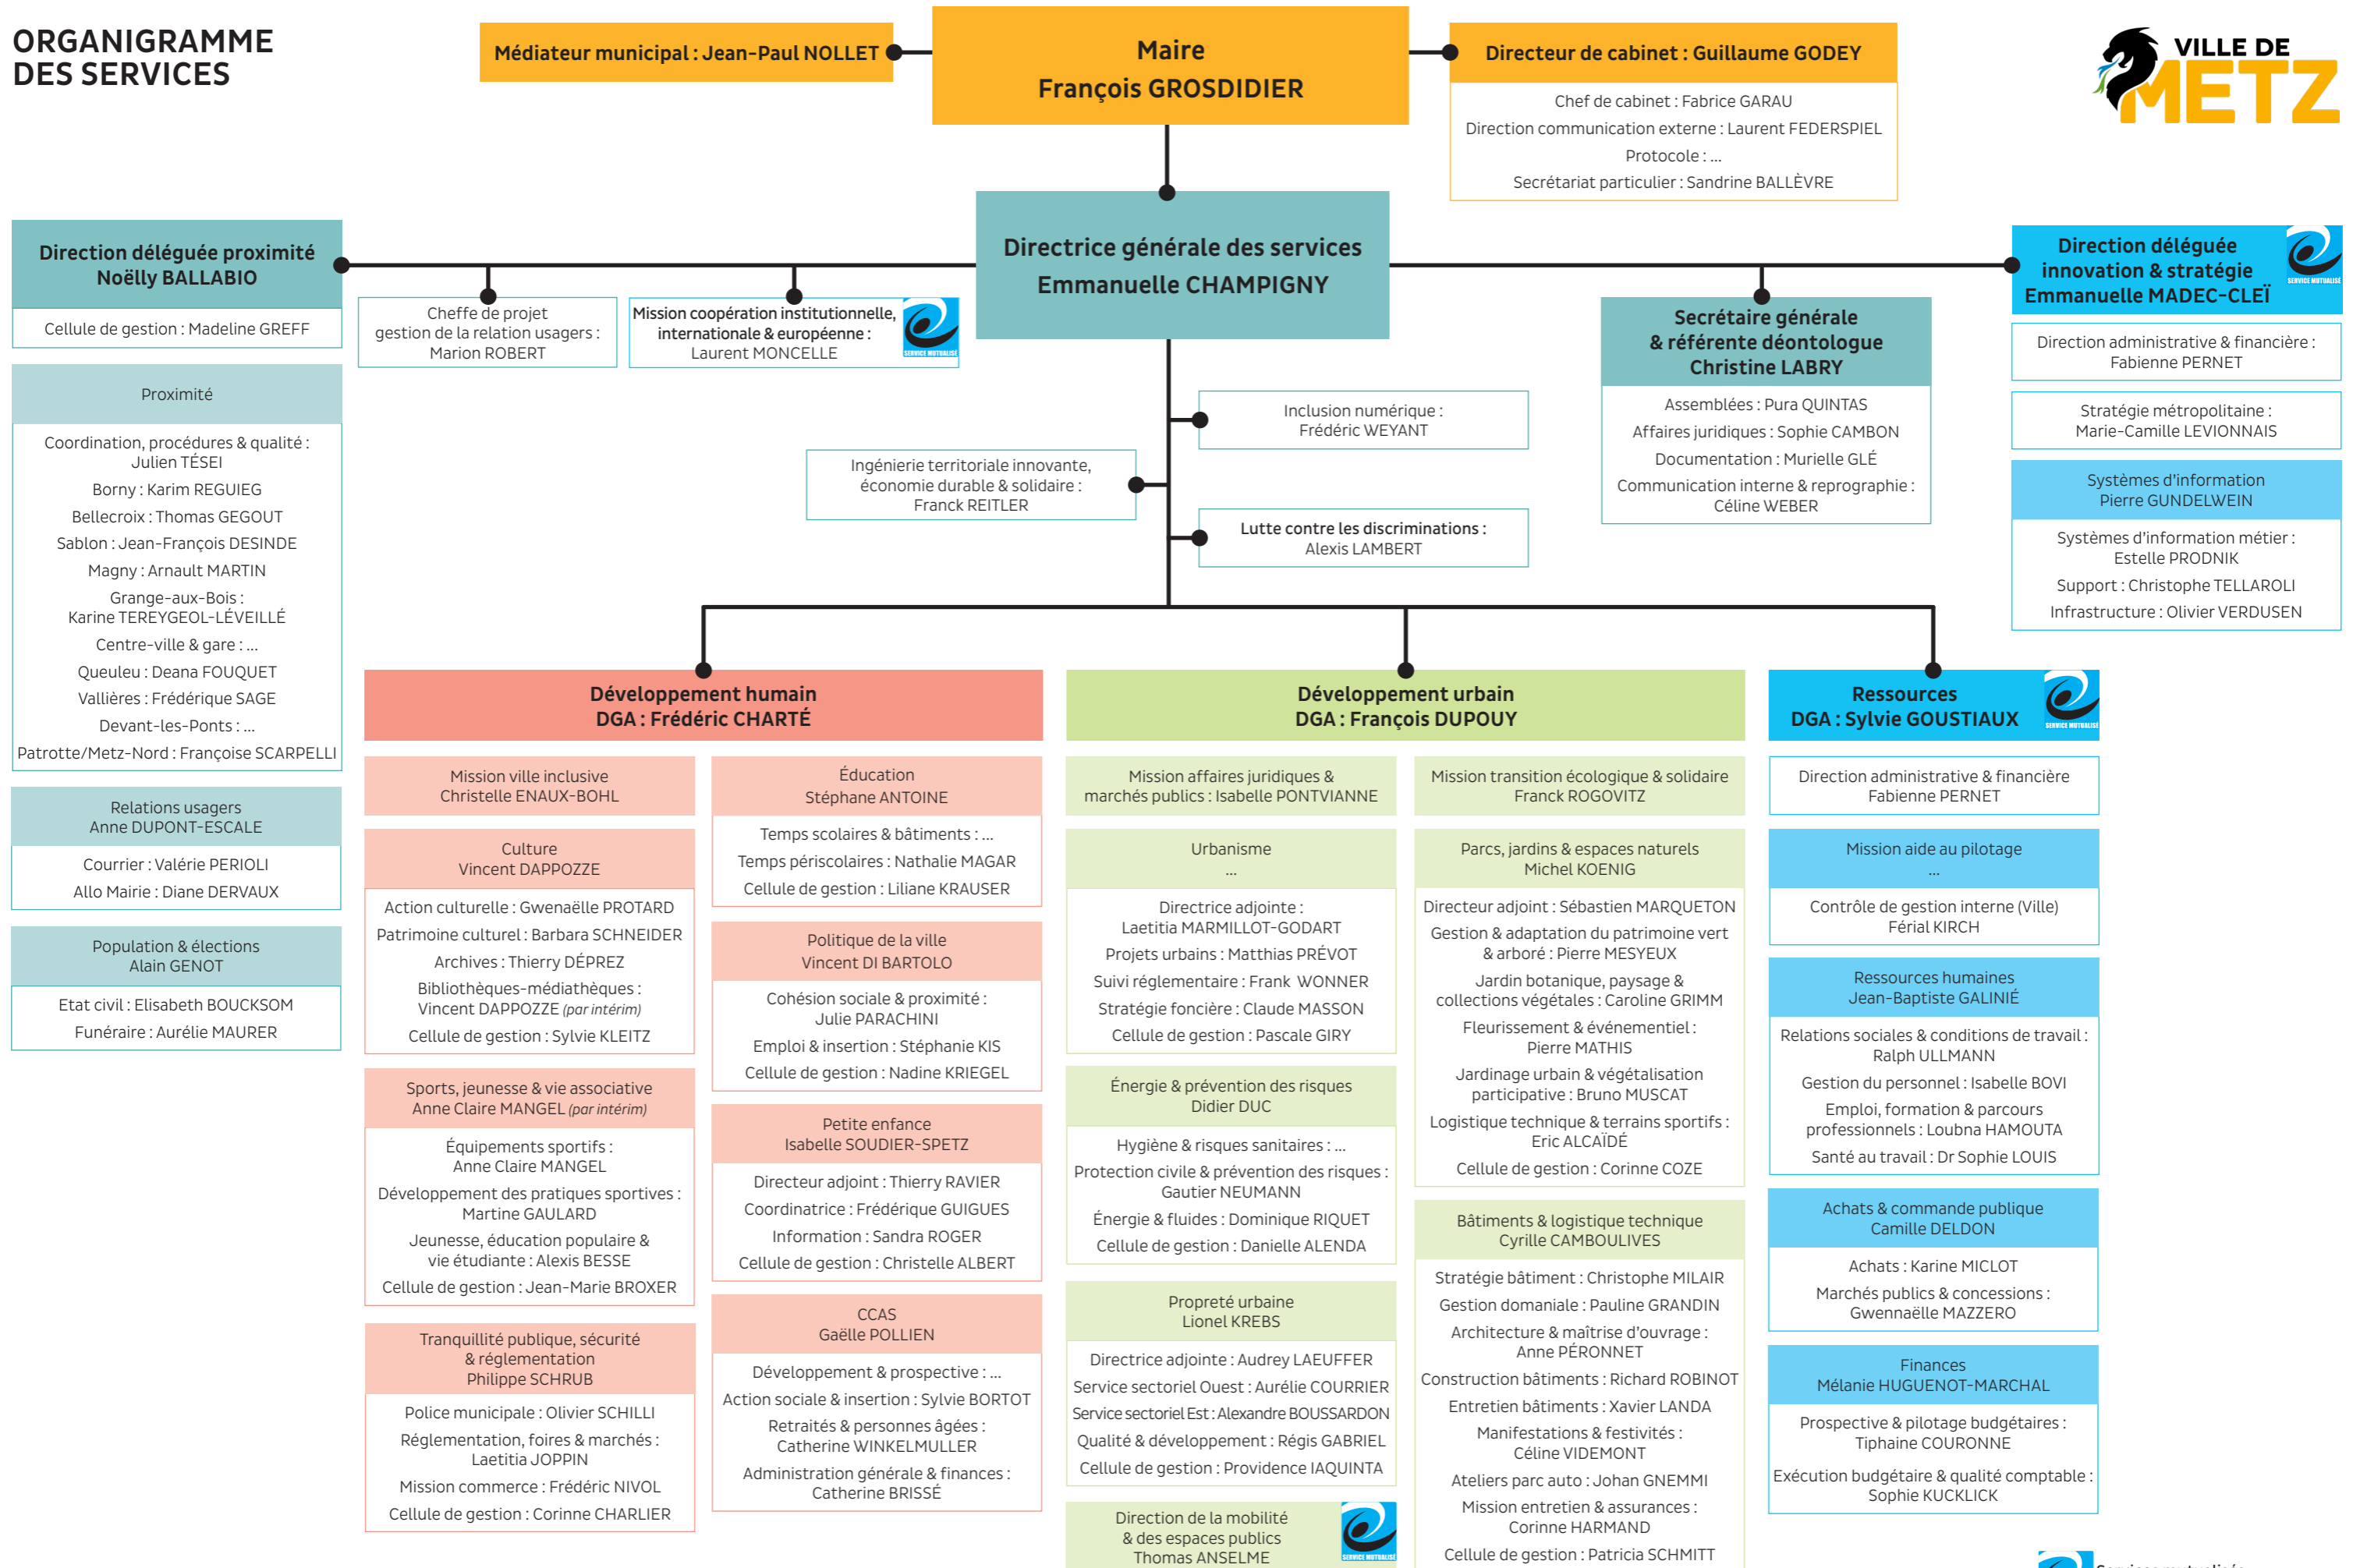 ORGANIGRAMME
DES SERVICES
Médiateur municipal : Jean-Paul NOLLET
Maire
François GROSDIDIER
Directeur de cabinet : Guillaume GODEY
Chef de cabinet : Fabrice GARAU
Direction communication externe : Laurent FEDERSPIEL
Protocole : ...
Secrétariat particulier : Sandrine BALLÈVRE
VILLE DE
METZ
Directrice générale des services
Emmanuelle CHAMPIGNY
Direction déléguée proximité
Noëlly BALLABIO
Cellule de gestion : Madeline GREFF
Proximité
Coordination, procédures & qualité :
Julien TÉSEI
Borny : Karim REGUIEG
Bellecroix : Thomas GEGOUT
Sablon : Jean-François DESINDE
Magny : Arnault MARTIN
Grange-aux-Bois :
Karine TEREYGEOL-LÉVEILLÉ
Centre-ville & gare : ...
Queuleu : Deana FOUQUET
Vallières : Frédérique SAGE
Devant-les-Ponts : ...
Patrotte/Metz-Nord : Françoise SCARPELLI
Relations usagers
Anne DUPONT-ESCALE
Courrier : Valérie PERIOLI
Allo Mairie : Diane DERVAUX
Population & élections
Alain GENOT
Etat civil : Elisabeth BOUCKSOM
Funéraire : Aurélie MAURER
Cheffe de projet
gestion de la relation usagers :
Marion ROBERT
Mission coopération institutionnelle,
internationale & européenne :
Laurent MONCELLE
SERVICE MUTUALISÉ
Inclusion numérique :
Frédéric WEYANT
Ingénierie territoriale innovante,
économie durable & solidaire :
Franck REITLER
Lutte contre les discriminations :
Alexis LAMBERT
Secrétaire générale
& référente déontologue
Christine LABRY
Assemblées : Pura QUINTAS
Affaires juridiques : Sophie CAMBON
Documentation : Murielle GLÉ
Communication interne & reprographie :
Céline WEBER
Direction déléguée
innovation & stratégie
Emmanuelle MADEC-CLEÏ
SERVICE MUTUALISÉ
Direction administrative & financière :
Fabienne PERNET
Stratégie métropolitaine :
Marie-Camille LEVIONNAIS
Systèmes d'information
Pierre GUNDELWEIN
Systèmes d'information métier :
Estelle PRODNIK
Support : Christophe TELLAROLI
Infrastructure : Olivier VERDUSEN
Développement humain
DGA : Frédéric CHARTÉ
Mission ville inclusive
Christelle ENAUX-BOHL
Culture
Vincent DAPPOZZE
Action culturelle : Gwenaëlle PROTARD
Patrimoine culturel : Barbara SCHNEIDER
Archives : Thierry DÉPREZ
Bibliothèques-médiathèques :
Vincent DAPPOZZE (par intérim)
Cellule de gestion : Sylvie KLEITZ
Sports, jeunesse & vie associative
Anne Claire MANGEL (par intérim)
Équipements sportifs :
Anne Claire MANGEL
Développement des pratiques sportives :
Martine GAULARD
Jeunesse, éducation populaire &
vie étudiante : Alexis BESSE
Cellule de gestion : Jean-Marie BROXER
Tranquillité publique, sécurité
& réglementation
Philippe SCHRUB
Police municipale : Olivier SCHILLI
Réglementation, foires & marchés :
Laetitia JOPPIN
Mission commerce : Frédéric NIVOL
Cellule de gestion : Corinne CHARLIER
Éducation
Stéphane ANTOINE
Temps scolaires & bâtiments : ...
Temps périscolaires : Nathalie MAGAR
Cellule de gestion : Liliane KRAUSER
Politique de la ville
Vincent DI BARTOLO
Cohésion sociale & proximité :
Julie PARACHINI
Emploi & insertion : Stéphanie KIS
Cellule de gestion : Nadine KRIEGEL
Petite enfance
Isabelle SOUDIER-SPETZ
Directeur adjoint : Thierry RAVIER
Coordinatrice : Frédérique GUIGUES
Information : Sandra ROGER
Cellule de gestion : Christelle ALBERT
CCAS
Gaëlle POLLIEN
Développement & prospective : ...
Action sociale & insertion : Sylvie BORTOT
Retraités & personnes âgées :
Catherine WINKELMULLER
Administration générale & finances :
Catherine BRISSÉ
Développement urbain
DGA : François DUPOUY
Mission affaires juridiques &
marchés publics : Isabelle PONTVIANNE
Urbanisme
...
Directrice adjointe :
Laetitia MARMILLOT-GODART
Projets urbains : Matthias PRÉVOT
Suivi réglementaire : Frank WONNER
Stratégie foncière : Claude MASSON
Cellule de gestion : Pascale GIRY
Énergie & prévention des risques
Didier DUC
Hygiène & risques sanitaires : ...
Protection civile & prévention des risques :
Gautier NEUMANN
Énergie & fluides : Dominique RIQUET
Cellule de gestion : Danielle ALENDA
Propreté urbaine
Lionel KREBS
Directrice adjointe : Audrey LAEUFFER
Service sectoriel Ouest : Aurélie COURRIER
Service sectoriel Est : Alexandre BOUSSARDON
Qualité & développement : Régis GABRIEL
Cellule de gestion : Providence IAQUINTA
Direction de la mobilité
& des espaces publics
Thomas ANSELME
SERVICE MUTUALISÉ
Mission transition écologique & solidaire
Franck ROGOVITZ
Parcs, jardins & espaces naturels
Michel KOENIG
Directeur adjoint : Sébastien MARQUETON
Gestion & adaptation du patrimoine vert
& arboré : Pierre MESYEUX
Jardin botanique, paysage &
collections végétales : Caroline GRIMM
Fleurissement & événementiel :
Pierre MATHIS
Jardinage urbain & végétalisation
participative : Bruno MUSCAT
Logistique technique & terrains sportifs :
Eric ALCAÏDÉ
Cellule de gestion : Corinne COZE
Bâtiments & logistique technique
Cyrille CAMBOULIVES
Stratégie bâtiment : Christophe MILAIR
Gestion domaniale : Pauline GRANDIN
Architecture & maîtrise d'ouvrage :
Anne PÉRONNET
Construction bâtiments : Richard ROBINOT
Entretien bâtiments : Xavier LANDA
Manifestations & festivités :
Céline VIDEMONT
Ateliers parc auto : Johan GNEMMI
Mission entretien & assurances :
Corinne HARMAND
Cellule de gestion : Patricia SCHMITT
Ressources
DGA : Sylvie GOUSTIAUX
SERVICE MUTUALISÉ
Direction administrative & financière
Fabienne PERNET
Mission aide au pilotage
...
Contrôle de gestion interne (Ville)
Férial KIRCH
Ressources humaines
Jean-Baptiste GALINIÉ
Relations sociales & conditions de travail :
Ralph ULLMANN
Gestion du personnel : Isabelle BOVI
Emploi, formation & parcours
professionnels : Loubna HAMOUTA
Santé au travail : Dr Sophie LOUIS
Achats & commande publique
Camille DELDON
Achats : Karine MICLOT
Marchés publics & concessions :
Gwennaëlle MAZZERO
Finances
Mélanie HUGUENOT-MARCHAL
Prospective & pilotage budgétaires :
Tiphaine COURONNE
Exécution budgétaire & qualité comptable :
Sophie KUCKLICK